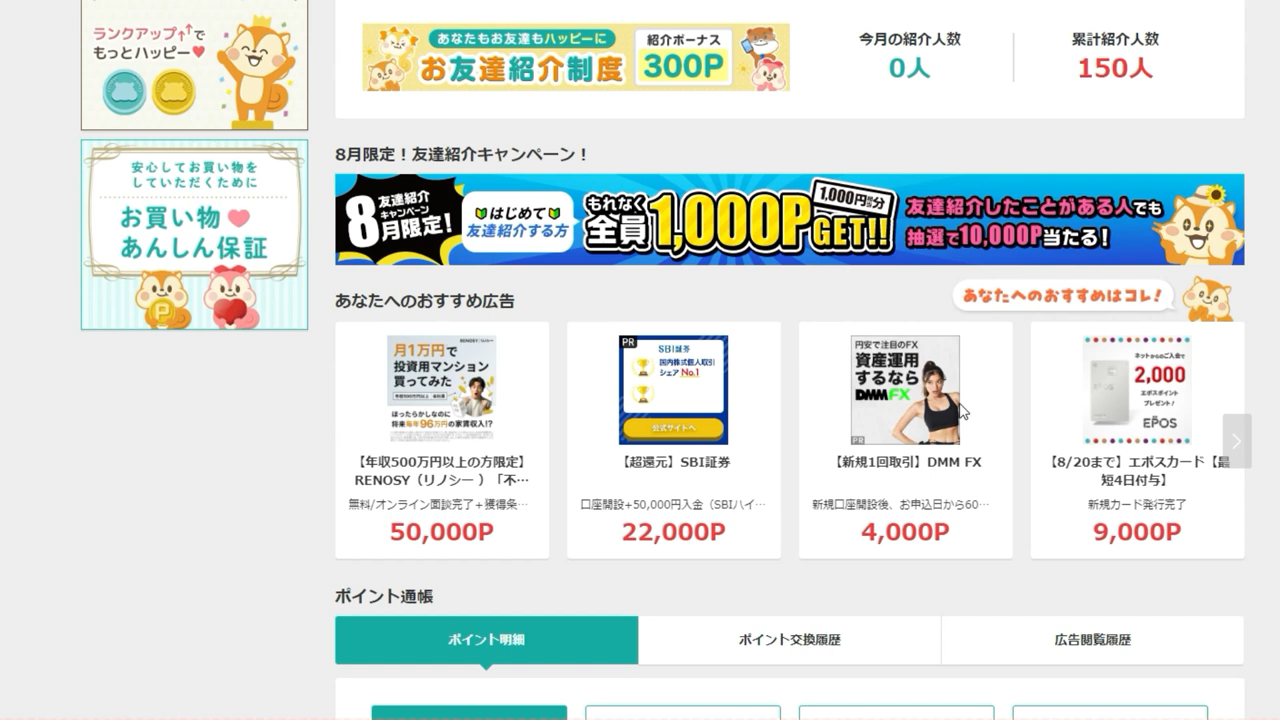 ランクアップ↑↑で
もっとハッピー♥
安心してお買い物を
していただくために
お買い物
あんしん保証
P
あなたもお友達もハッピーに
お友達紹介制度
紹介ボーナス
300P
今月の紹介人数
0人
累計紹介人数
150人
8月限定！友達紹介キャンペーン！
友達紹介
キャンペーン
8月限定!
はじめて
友達紹介する方
もれなく
全員1,000PGET!!
1,000円分
友達紹介したことがある人でも
抽選で10,000P当たる!
あなたへのおすすめ広告
あなたへのおすすめはコレ!
月1万円で
投資用マンション
買ってみた
ほったらかしなのに
将来毎年96万円の家賃収入!?
【年収500万円以上の方限定】
RENOSY（リノシー ）「不…
無料/オンライン面談完了＋獲得条…
50,000P
PR
SBI証券
国内株式個人取引
シェア No.1
公式サイトへ
【超還元】SBI証券
口座開設+50,000円入金（SBIハイ…
22,000P
円安で注目のFX
資産運用
するなら
DMM FX
PR
【新規1回取引】DMM FX
新規口座開設後、お申込日から60…
4,000P
ネットからのご入会で
2,000
エポスポイント
プレゼント!
EPOS
【8/20まで】エポスカード【最
短4日付与】
新規カード発行完了
9,000P
ポイント通帳
ポイント明細
ポイント交換履歴
広告閲覧履歴